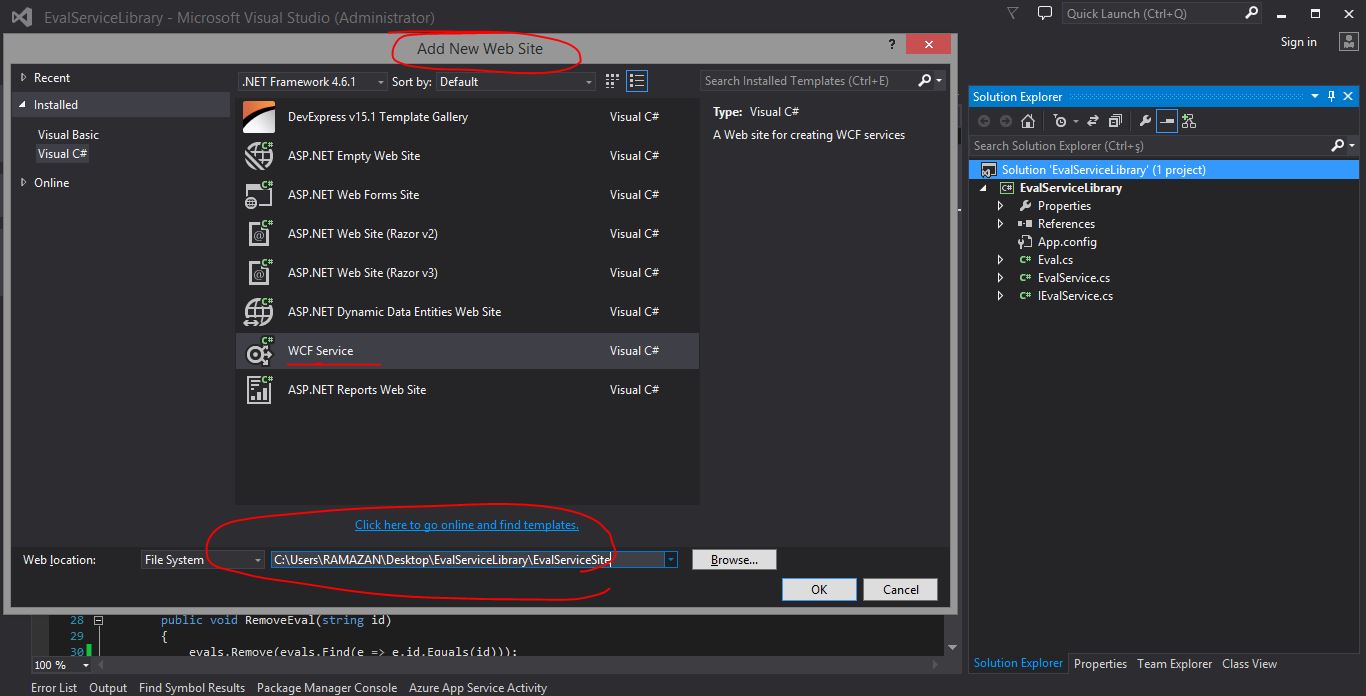 EvalServiceLibrary - Microsoft Visual Studio (Administrator)
Quick Launch (Ctrl+Q)
Sign in
Add New Web Site
?
Recent
Installed
Visual Basic
Visual C#
Online
.NET Framework 4.6.1
Sort by: Default
Search Installed Templates (Ctrl+E)
DevExpress v15.1 Template Gallery Visual C#
ASP.NET Empty Web Site Visual C#
ASP.NET Web Forms Site Visual C#
ASP.NET Web Site (Razor v2) Visual C#
ASP.NET Web Site (Razor v3) Visual C#
ASP.NET Dynamic Data Entities Web Site Visual C#
WCF Service Visual C#
ASP.NET Reports Web Site Visual C#
Type: Visual C#
A Web site for creating WCF services
Click here to go online and find templates.
Web location: File System C:\Users\RAMAZAN\Desktop\EvalServiceLibrary\EvalServiceSite Browse...
OK Cancel
Solution Explorer
Search Solution Explorer (Ctrl+ş)
Solution 'EvalServiceLibrary' (1 project)
C# EvalServiceLibrary
Properties
References
App.config
C# Eval.cs
C# EvalService.cs
C# IEvalService.cs
28 public void RemoveEval(string id)
29 {
30 evals.Remove(evals.Find(e => e.id.Equals(id)));
100 %
Solution Explorer Properties Team Explorer Class View
Error List Output Find Symbol Results Package Manager Console Azure App Service Activity